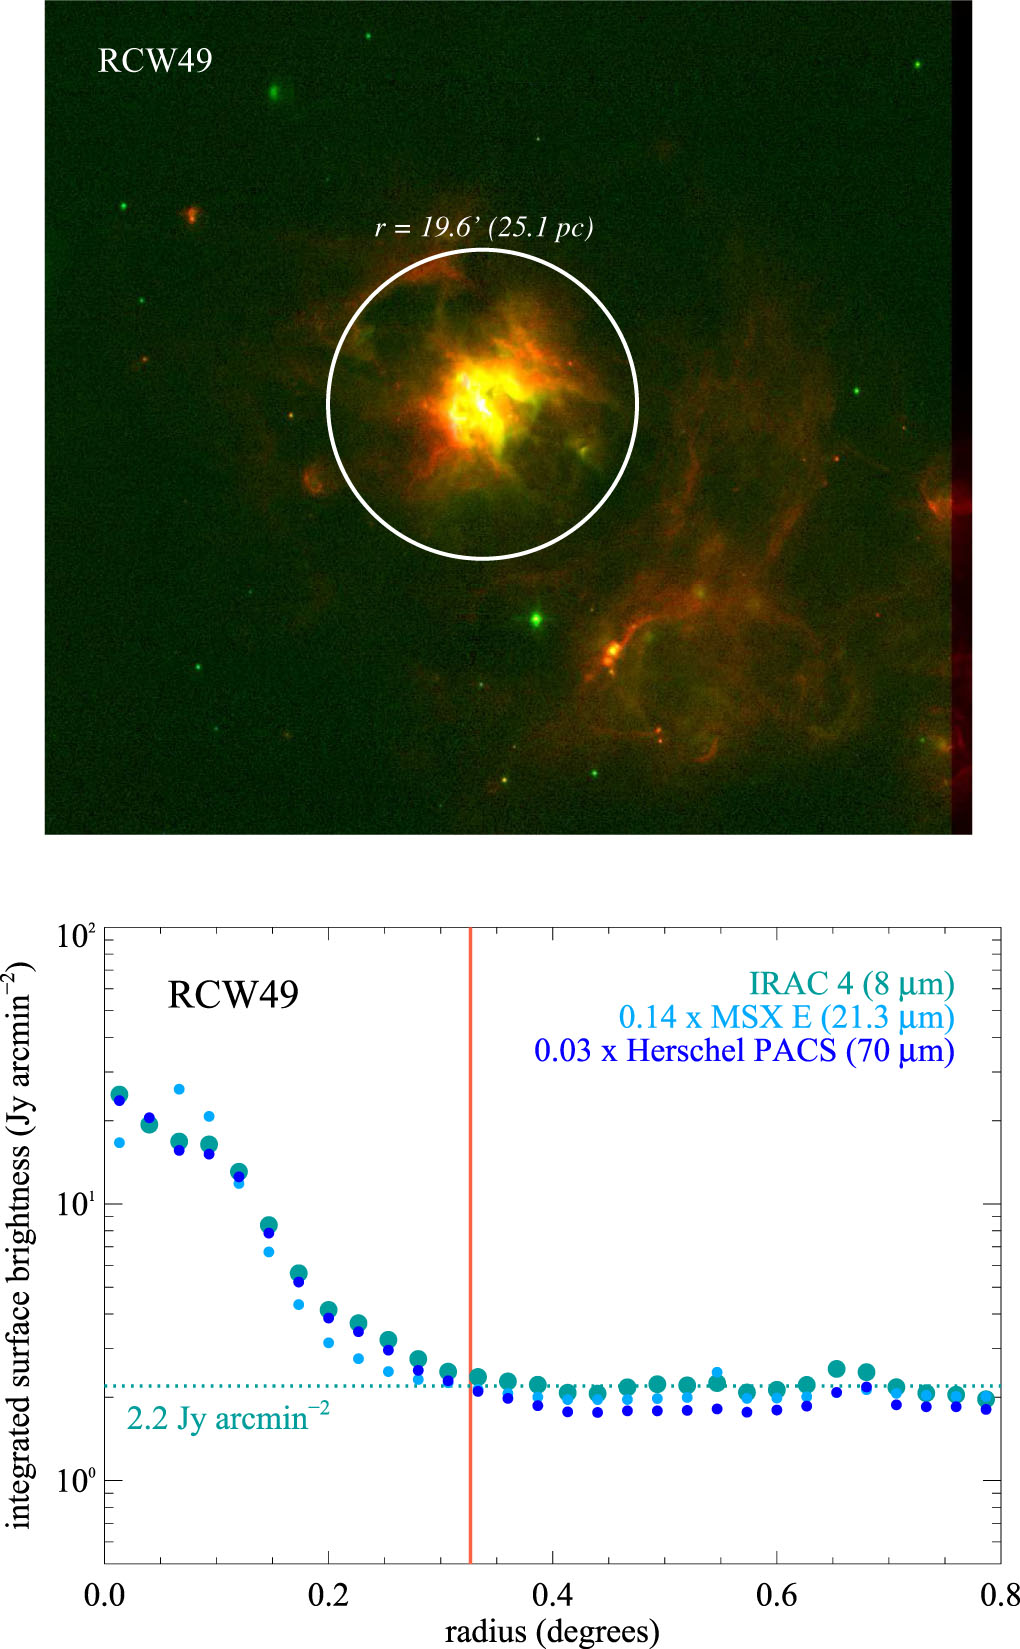 RCW49
r = 19.6’ (25.1 pc)
10²
RCW49
IRAC 4 (8 μm)
0.14 x MSX E (21.3 μm)
0.03 x Herschel PACS (70 μm)
integrated surface brightness (Jy arcmin⁻²)
10¹
2.2 Jy arcmin⁻²
10⁰
0.0 0.2 0.4 0.6 0.8
radius (degrees)